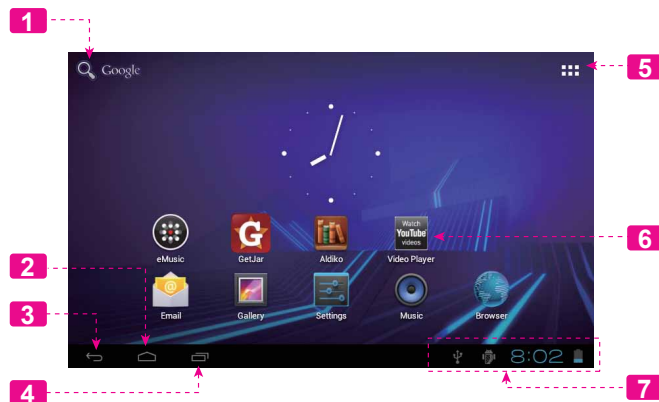 1
Google
5
Watch
YouTube
videos
6
eMusic GetJar Aldiko Video Player
2
3
Email Gallery Settings Music Browser
8:02
4
7